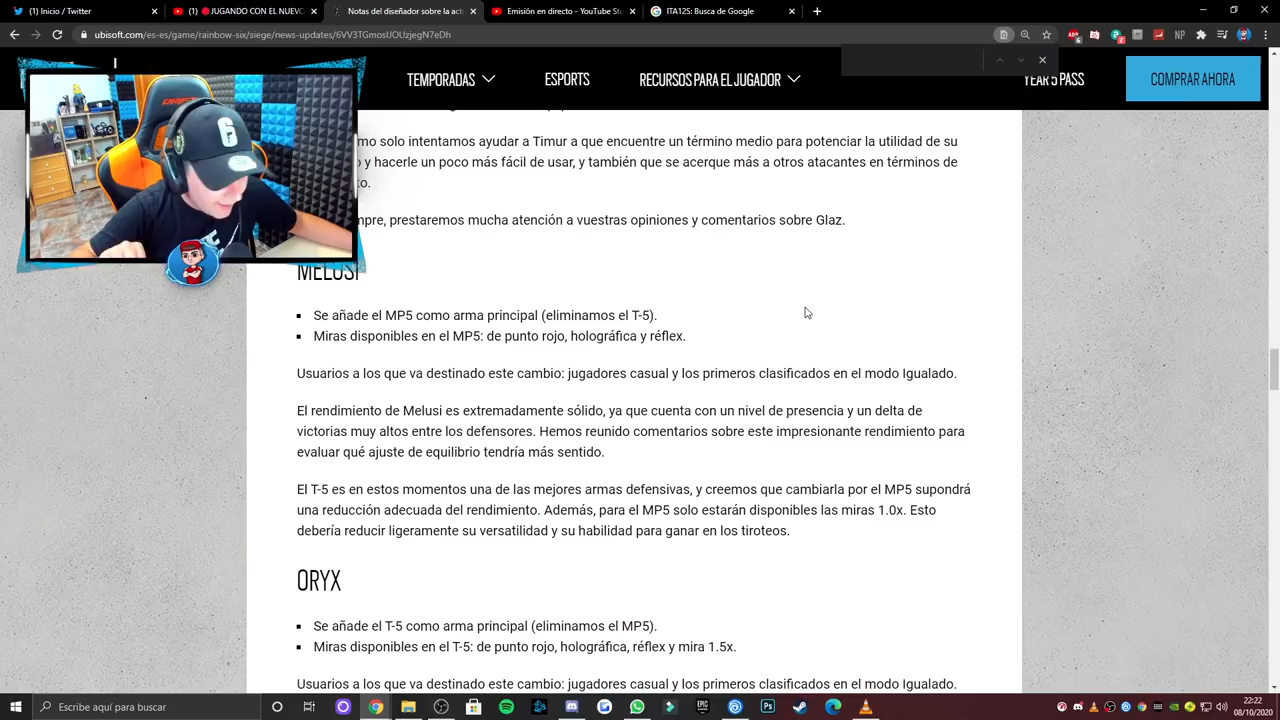 (1) Inicio / Twitter
(1) 🔴 JUGANDO CON EL NUEVO
Notas del diseñador sobre la act
Emisión en directo - YouTube Stu
ITA12S: Busca de Google
ubisoft.com/es-es/game/rainbow-six/siege/news-updates/6VV3TGmosUOUzjegN7eDh
TEMPORADAS
ESPORTS
RECURSOS PARA EL JUGADOR
YEAR 5 PASS
COMPRAR AHORA
mo solo intentamos ayudar a Timur a que encuentre un término medio para potenciar la utilidad de su
y hacerle un poco más fácil de usar, y también que se acerque más a otros atacantes en términos de
to.
mpre, prestaremos mucha atención a vuestras opiniones y comentarios sobre Glaz.
MELUSI
▪ Se añade el MP5 como arma principal (eliminamos el T-5).
▪ Miras disponibles en el MP5: de punto rojo, holográfica y réflex.
Usuarios a los que va destinado este cambio: jugadores casual y los primeros clasificados en el modo Igualado.
El rendimiento de Melusi es extremadamente sólido, ya que cuenta con un nivel de presencia y un delta de
victorias muy altos entre los defensores. Hemos reunido comentarios sobre este impresionante rendimiento para
evaluar qué ajuste de equilibrio tendría más sentido.
El T-5 es en estos momentos una de las mejores armas defensivas, y creemos que cambiarla por el MP5 supondrá
una reducción adecuada del rendimiento. Además, para el MP5 solo estarán disponibles las miras 1.0x. Esto
debería reducir ligeramente su versatilidad y su habilidad para ganar en los tiroteos.
ORYX
▪ Se añade el T-5 como arma principal (eliminamos el MP5).
▪ Miras disponibles en el T-5: de punto rojo, holográfica, réflex y mira 1.5x.
Usuarios a los que va destinado este cambio: jugadores casual y los primeros clasificados en el modo Igualado.
Escribe aquí para buscar
22:22
08/10/2020